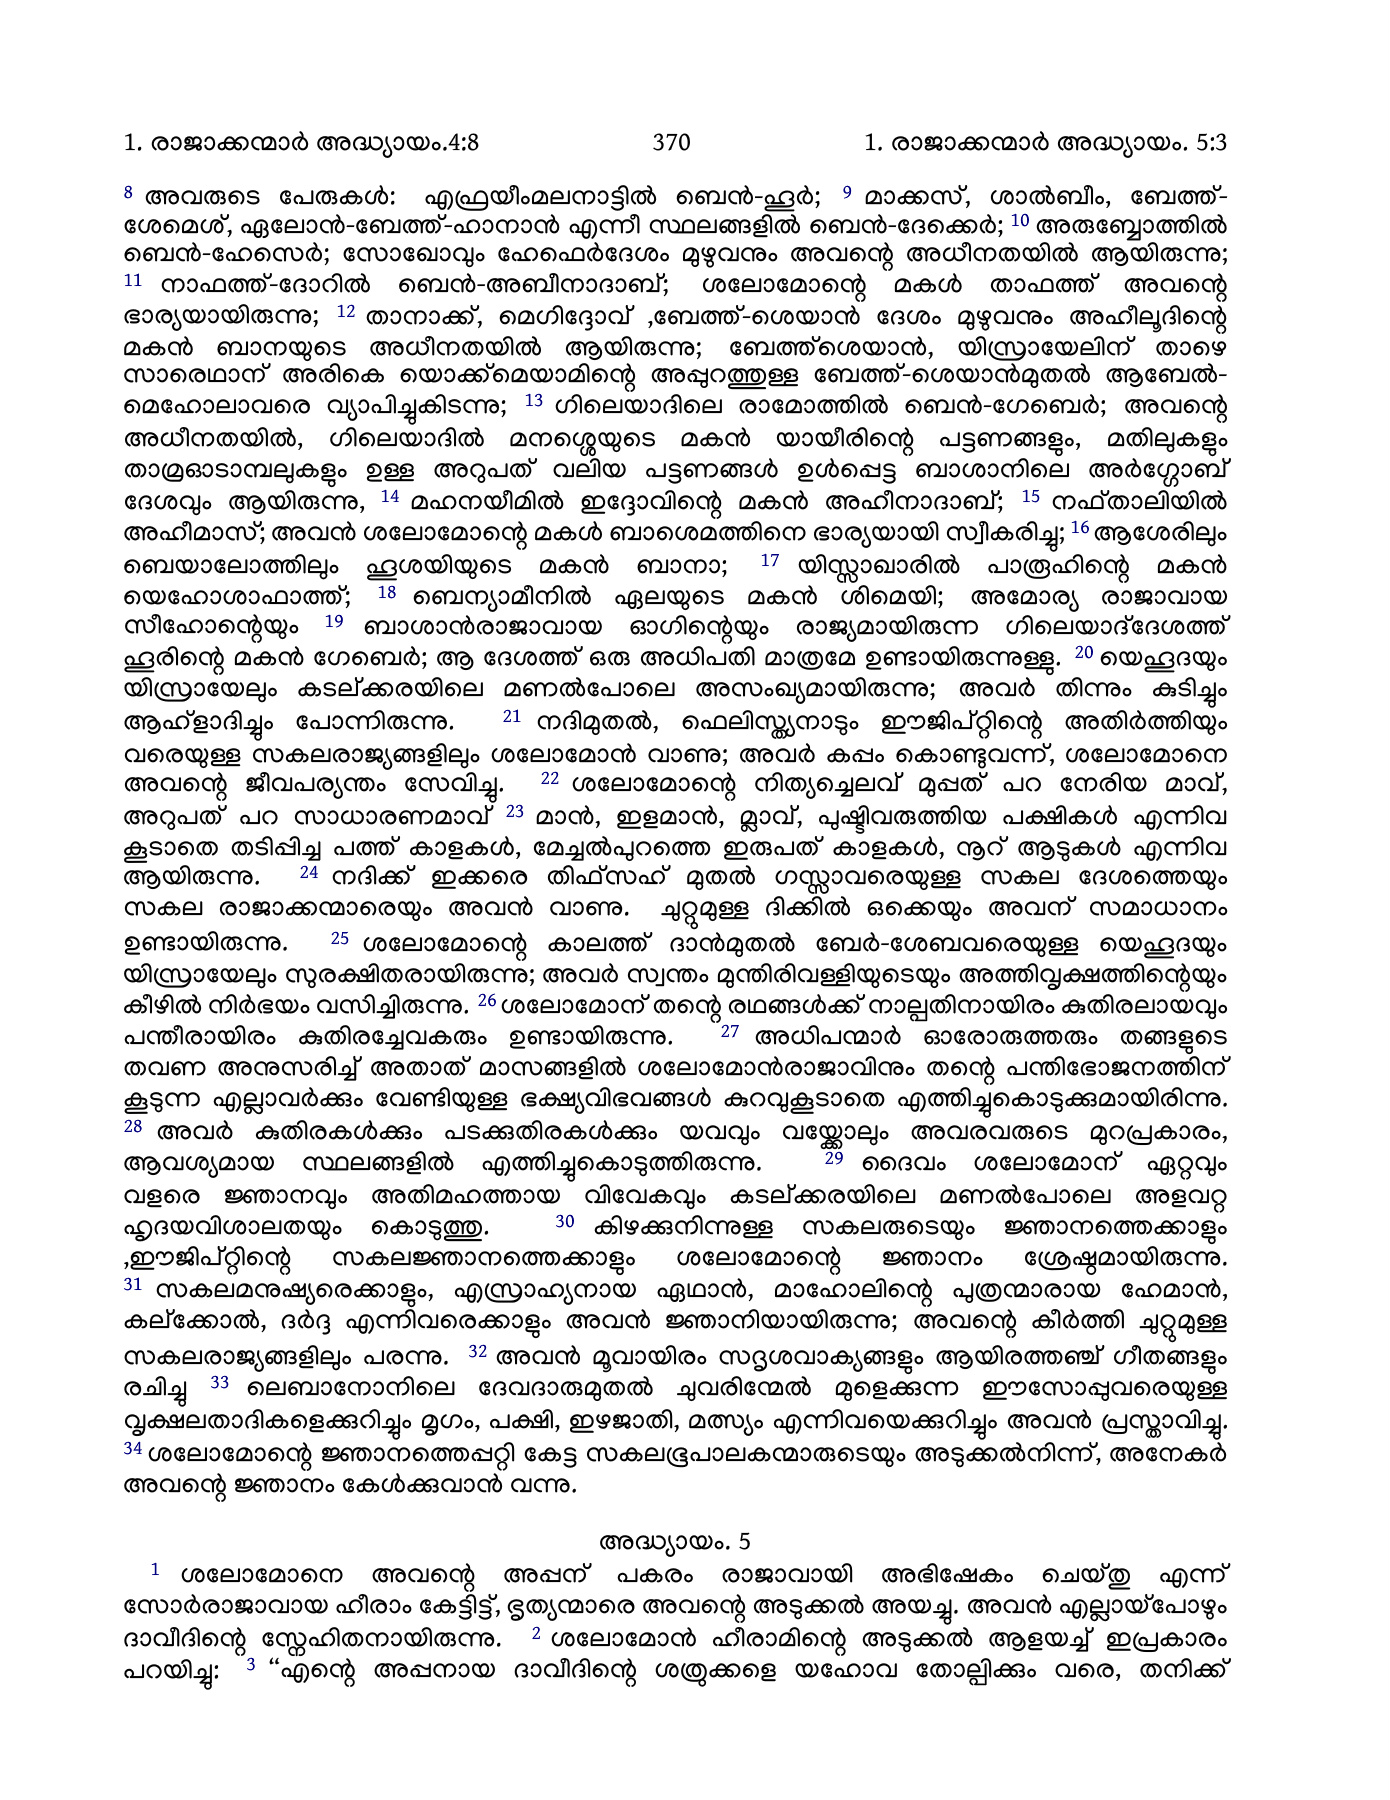 1. രാജാക്കന്മാർ അദ്ധ്യായം.4:8 370 1. രാജാക്കന്മാർ അദ്ധ്യായം. 5:3
8 അവരുടെ പേരുകൾ: എഫ്രയീംമലനാട്ടിൽ ബെൻ-ഹൂർ; 9 മാക്കസ്, ശാൽബീം, ബേത്ത്-
ശേമെശ്, ഏലോൻ-ബേത്ത്-ഹാനാൻ എന്നീ സ്ഥലങ്ങളിൽ ബെൻ-ദേക്കെർ; 10 അരുബ്ബോത്തിൽ
ബെൻ-ഹേസെർ; സോഖോവും ഹേഫെർദേശം മുഴുവനും അവന്റെ അധീനതയിൽ ആയിരുന്നു;
11 നാഫത്ത്-ദോറിൽ ബെൻ-അബീനാദാബ്; ശലോമോന്റെ മകൾ താഫത്ത് അവന്റെ
ഭാര്യയായിരുന്നു; 12 താനാക്ക്, മെഗിദ്ദോവ് ,ബേത്ത്-ശെയാൻ ദേശം മുഴുവനും അഹീലൂദിന്റെ
മകൻ ബാനയുടെ അധീനതയിൽ ആയിരുന്നു; ബേത്ത്ശെയാൻ, യിസ്രായേലിന് താഴെ
സാരെഥാന് അരികെ യൊക്ക്മെയാമിന്റെ അപ്പുറത്തുള്ള ബേത്ത്-ശെയാൻമുതൽ ആബേൽ-
മെഹോലാവരെ വ്യാപിച്ചുകിടന്നു; 13 ഗിലെയാദിലെ രാമോത്തിൽ ബെൻ-ഗേബെർ; അവന്റെ
അധീനതയിൽ, ഗിലെയാദിൽ മനശ്ശെയുടെ മകൻ യായീരിന്റെ പട്ടണങ്ങളും, മതിലുകളും
താമ്രഓടാമ്പലുകളും ഉള്ള അറുപത് വലിയ പട്ടണങ്ങൾ ഉൾപ്പെട്ട ബാശാനിലെ അർഗ്ഗോബ്
ദേശവും ആയിരുന്നു, 14 മഹനയീമിൽ ഇദ്ദോവിന്റെ മകൻ അഹീനാദാബ്; 15 നഫ്താലിയിൽ
അഹീമാസ്; അവൻ ശലോമോന്റെ മകൾ ബാശെമത്തിനെ ഭാര്യയായി സ്വീകരിച്ചു; 16 ആശേരിലും
ബെയാലോത്തിലും ഹൂശയിയുടെ മകൻ ബാനാ; 17 യിസ്സാഖാരിൽ പാരൂഹിന്റെ മകൻ
യെഹോശാഫാത്ത്; 18 ബെന്യാമീനിൽ ഏലയുടെ മകൻ ശിമെയി; അമോര്യ രാജാവായ
സീഹോന്റെയും 19 ബാശാൻരാജാവായ ഓഗിന്റെയും രാജ്യമായിരുന്ന ഗിലെയാദ്ദേശത്ത്
ഹൂരിന്റെ മകൻ ഗേബെർ; ആ ദേശത്ത് ഒരു അധിപതി മാത്രമേ ഉണ്ടായിരുന്നുള്ളു. 20 യെഹൂദയും
യിസ്രായേലും കടല്ക്കരയിലെ മണൽപോലെ അസംഖ്യമായിരുന്നു; അവർ തിന്നും കുടിച്ചും
ആഹ്ളാദിച്ചും പോന്നിരുന്നു. 21 നദിമുതൽ, ഫെലിസ്ത്യനാടും ഈജിപ്റ്റിന്റെ അതിർത്തിയും
വരെയുള്ള സകലരാജ്യങ്ങളിലും ശലോമോൻ വാണു; അവർ കപ്പം കൊണ്ടുവന്ന്, ശലോമോനെ
അവന്റെ ജീവപര്യന്തം സേവിച്ചു. 22 ശലോമോന്റെ നിത്യച്ചെലവ് മുപ്പത് പറ നേരിയ മാവ്,
അറുപത് പറ സാധാരണമാവ് 23 മാൻ, ഇളമാൻ, മ്ലാവ്, പുഷ്ടിവരുത്തിയ പക്ഷികൾ എന്നിവ
കൂടാതെ തടിപ്പിച്ച പത്ത് കാളകൾ, മേച്ചൽപുറത്തെ ഇരുപത് കാളകൾ, നൂറ് ആടുകൾ എന്നിവ
ആയിരുന്നു. 24 നദിക്ക് ഇക്കരെ തിഫ്സഹ് മുതൽ ഗസ്സാവരെയുള്ള സകല ദേശത്തെയും
സകല രാജാക്കന്മാരെയും അവൻ വാണു. ചുറ്റുമുള്ള ദിക്കിൽ ഒക്കെയും അവന് സമാധാനം
ഉണ്ടായിരുന്നു. 25 ശലോമോന്റെ കാലത്ത് ദാൻമുതൽ ബേർ-ശേബവരെയുള്ള യെഹൂദയും
യിസ്രായേലും സുരക്ഷിതരായിരുന്നു; അവർ സ്വന്തം മുന്തിരിവള്ളിയുടെയും അത്തിവൃക്ഷത്തിന്റെയും
കീഴിൽ നിർഭയം വസിച്ചിരുന്നു. 26 ശലോമോന് തന്റെ രഥങ്ങൾക്ക് നാല്പതിനായിരം കുതിരലായവും
പന്തീരായിരം കുതിരച്ചേവകരും ഉണ്ടായിരുന്നു. 27 അധിപന്മാർ ഓരോരുത്തരും തങ്ങളുടെ
തവണ അനുസരിച്ച് അതാത് മാസങ്ങളിൽ ശലോമോൻരാജാവിനും തന്റെ പന്തിഭോജനത്തിന്
കൂടുന്ന എല്ലാവർക്കും വേണ്ടിയുള്ള ഭക്ഷ്യവിഭവങ്ങൾ കുറവുകൂടാതെ എത്തിച്ചുകൊടുക്കുമായിരിന്നു.
28 അവർ കുതിരകൾക്കും പടക്കുതിരകൾക്കും യവവും വയ്ക്കോലും അവരവരുടെ മുറപ്രകാരം,
ആവശ്യമായ സ്ഥലങ്ങളിൽ എത്തിച്ചുകൊടുത്തിരുന്നു. 29 ദൈവം ശലോമോന് ഏറ്റവും
വളരെ ജ്ഞാനവും അതിമഹത്തായ വിവേകവും കടല്ക്കരയിലെ മണൽപോലെ അളവറ്റ
ഹൃദയവിശാലതയും കൊടുത്തു. 30 കിഴക്കുനിന്നുള്ള സകലരുടെയും ജ്ഞാനത്തെക്കാളും
,ഈജിപ്റ്റിന്റെ സകലജ്ഞാനത്തെക്കാളും ശലോമോന്റെ ജ്ഞാനം ശ്രേഷ്ഠമായിരുന്നു.
31 സകലമനുഷ്യരെക്കാളും, എസ്രാഹ്യനായ ഏഥാൻ, മാഹോലിന്റെ പുത്രന്മാരായ ഹേമാൻ,
കല്ക്കോൽ, ദർദ്ദ എന്നിവരെക്കാളും അവൻ ജ്ഞാനിയായിരുന്നു; അവന്റെ കീർത്തി ചുറ്റുമുള്ള
സകലരാജ്യങ്ങളിലും പരന്നു. 32 അവൻ മൂവായിരം സദൃശവാക്യങ്ങളും ആയിരത്തഞ്ച് ഗീതങ്ങളും
രചിച്ചു 33 ലെബാനോനിലെ ദേവദാരുമുതൽ ചുവരിന്മേൽ മുളെക്കുന്ന ഈസോപ്പുവരെയുള്ള
വൃക്ഷലതാദികളെക്കുറിച്ചും മൃഗം, പക്ഷി, ഇഴജാതി, മത്സ്യം എന്നിവയെക്കുറിച്ചും അവൻ പ്രസ്താവിച്ചു.
34 ശലോമോന്റെ ജ്ഞാനത്തെപ്പറ്റി കേട്ട സകലഭൂപാലകന്മാരുടെയും അടുക്കൽനിന്ന്, അനേകർ
അവന്റെ ജ്ഞാനം കേൾക്കുവാൻ വന്നു.
അദ്ധ്യായം. 5
1 ശലോമോനെ അവന്റെ അപ്പന് പകരം രാജാവായി അഭിഷേകം ചെയ്തു എന്ന്
സോർരാജാവായ ഹീരാം കേട്ടിട്ട്, ഭൃത്യന്മാരെ അവന്റെ അടുക്കൽ അയച്ചു. അവൻ എല്ലായ്പോഴും
ദാവീദിന്റെ സ്നേഹിതനായിരുന്നു. 2 ശലോമോൻ ഹീരാമിന്റെ അടുക്കൽ ആളയച്ച് ഇപ്രകാരം
പറയിച്ചു: 3 “എന്റെ അപ്പനായ ദാവീദിന്റെ ശത്രുക്കളെ യഹോവ തോല്പിക്കും വരെ, തനിക്ക്